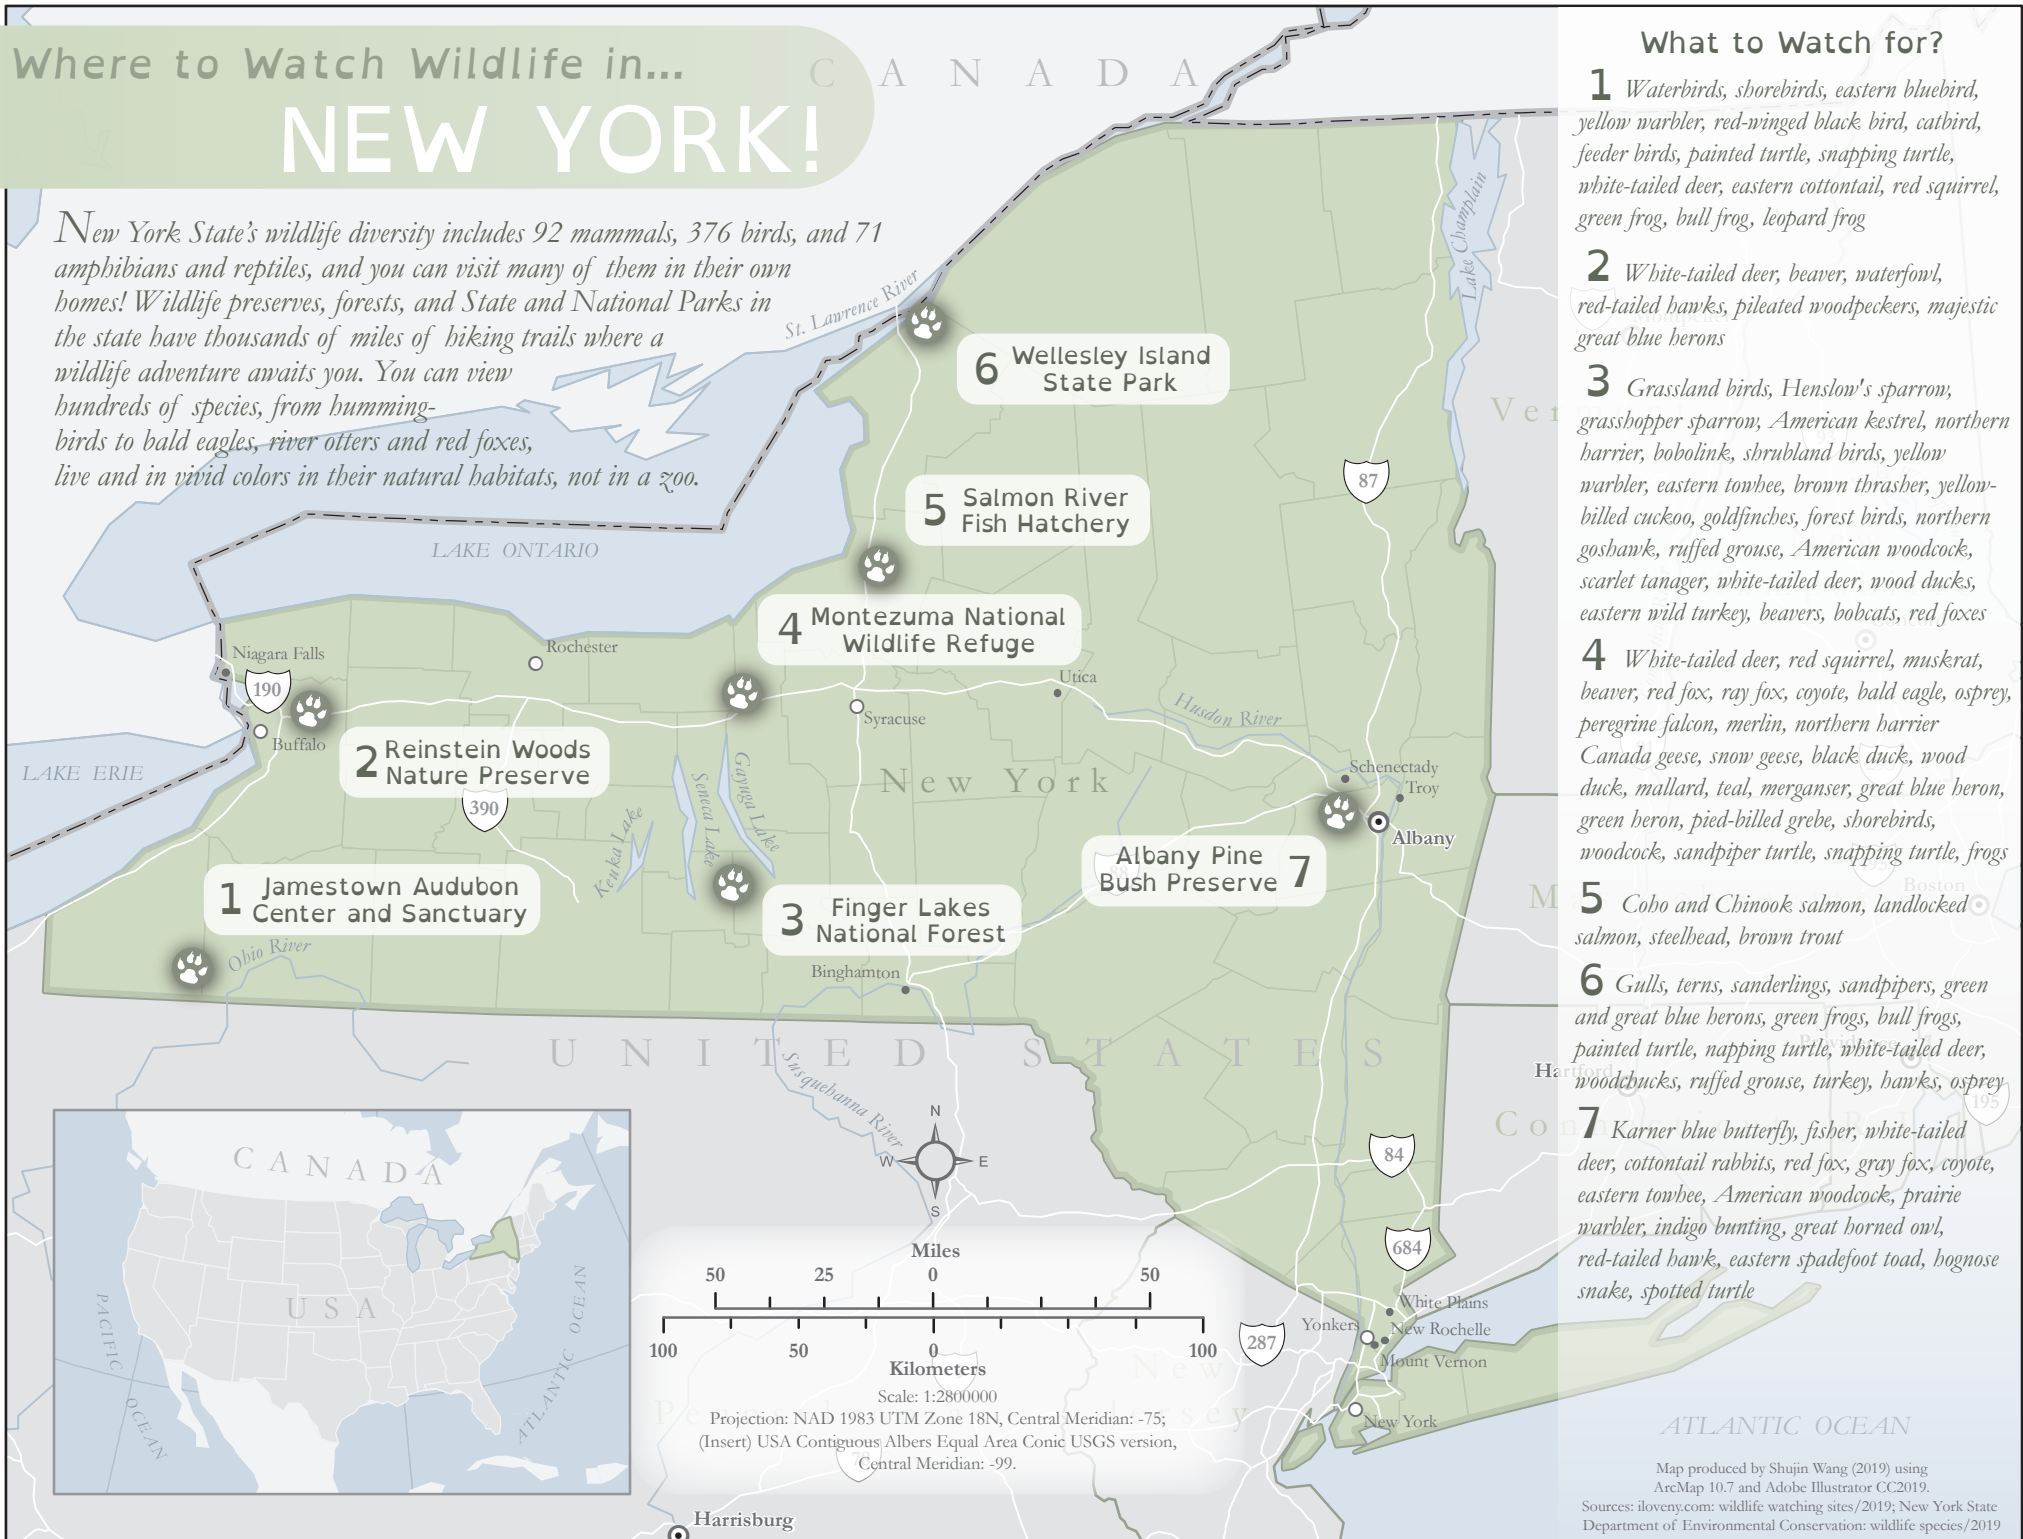 Where to Watch Wildlife in...
NEW YORK!
New York State's wildlife diversity includes 92 mammals, 376 birds, and 71
amphibians and reptiles, and you can visit many of them in their own
homes! Wildlife preserves, forests, and State and National Parks in
the state have thousands of miles of hiking trails where a
wildlife adventure awaits you. You can view
hundreds of species, from humming-
birds to bald eagles, river otters and red foxes,
live and in vivid colors in their natural habitats, not in a zoo.
CANADA
St. Lawrence River
Lake Champlain
6 Wellesley Island
State Park
87
5 Salmon River
Fish Hatchery
LAKE ONTARIO
4 Montezuma National
Wildlife Refuge
Niagara Falls
Rochester
190
Utica
Syracuse
Husdon River
Buffalo
2 Reinstein Woods
Nature Preserve
LAKE ERIE
390
Keuka Lake
Seneca Lake
Gayuga Lake
New York
Schenectady
Troy
Albany
88
Albany Pine
Bush Preserve 7
1 Jamestown Audubon
Center and Sanctuary
3 Finger Lakes
National Forest
Ohio River
Binghamton
UNITED STATES
Susquehanna River
N
W
E
S
84
684
287
White Plains
Yonkers
New Rochelle
Mount Vernon
New York
New
Jersey
78
Harrisburg
Ver
M
Boston
Hartford
Providence
195
Con
CANADA
USA
PACIFIC OCEAN
ATLANTIC OCEAN
Miles
50 25 0 50
100 50 0 100
Kilometers
Scale: 1:2800000
Projection: NAD 1983 UTM Zone 18N, Central Meridian: -75;
(Insert) USA Contiguous Albers Equal Area Conic USGS version,
Central Meridian: -99.
What to Watch for?
1 Waterbirds, shorebirds, eastern bluebird,
yellow warbler, red-winged black bird, catbird,
feeder birds, painted turtle, snapping turtle,
white-tailed deer, eastern cottontail, red squirrel,
green frog, bull frog, leopard frog
2 White-tailed deer, beaver, waterfowl,
red-tailed hawks, pileated woodpeckers, majestic
great blue herons
3 Grassland birds, Henslow's sparrow,
grasshopper sparrow, American kestrel, northern
harrier, bobolink, shrubland birds, yellow
warbler, eastern towhee, brown thrasher, yellow-
billed cuckoo, goldfinches, forest birds, northern
goshawk, ruffed grouse, American woodcock,
scarlet tanager, white-tailed deer, wood ducks,
eastern wild turkey, beavers, bobcats, red foxes
4 White-tailed deer, red squirrel, muskrat,
beaver, red fox, ray fox, coyote, bald eagle, osprey,
peregrine falcon, merlin, northern harrier
Canada geese, snow geese, black duck, wood
duck, mallard, teal, merganser, great blue heron,
green heron, pied-billed grebe, shorebirds,
woodcock, sandpiper turtle, snapping turtle, frogs
5 Coho and Chinook salmon, landlocked
salmon, steelhead, brown trout
6 Gulls, terns, sanderlings, sandpipers, green
and great blue herons, green frogs, bull frogs,
painted turtle, napping turtle, white-tailed deer,
woodchucks, ruffed grouse, turkey, hawks, osprey
7 Karner blue butterfly, fisher, white-tailed
deer, cottontail rabbits, red fox, gray fox, coyote,
eastern towhee, American woodcock, prairie
warbler, indigo bunting, great horned owl,
red-tailed hawk, eastern spadefoot toad, hognose
snake, spotted turtle
ATLANTIC OCEAN
Map produced by Shujin Wang (2019) using
ArcMap 10.7 and Adobe Illustrator CC2019.
Sources: iloveny.com: wildlife watching sites/2019; New York State
Department of Environmental Conservation: wildlife species/2019